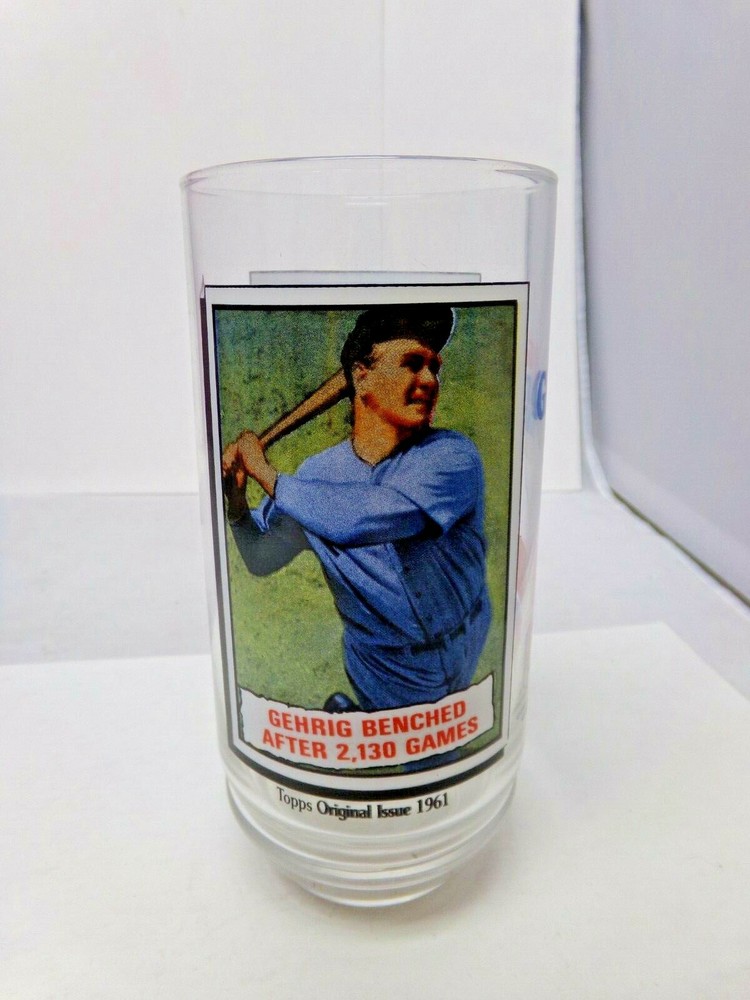 GEHRIG BENCHED
AFTER 2,130 GAMES
Topps Original Issue 1961